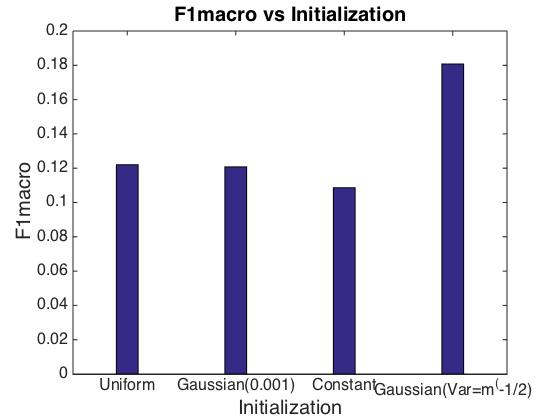 F1macro vs Initialization
F1macro
0.2
0.18
0.16
0.14
0.12
0.1
0.08
0.06
0.04
0.02
0
Uniform Gaussian(0.001) Constant Gaussian(Var=m(-1/2)
Initialization